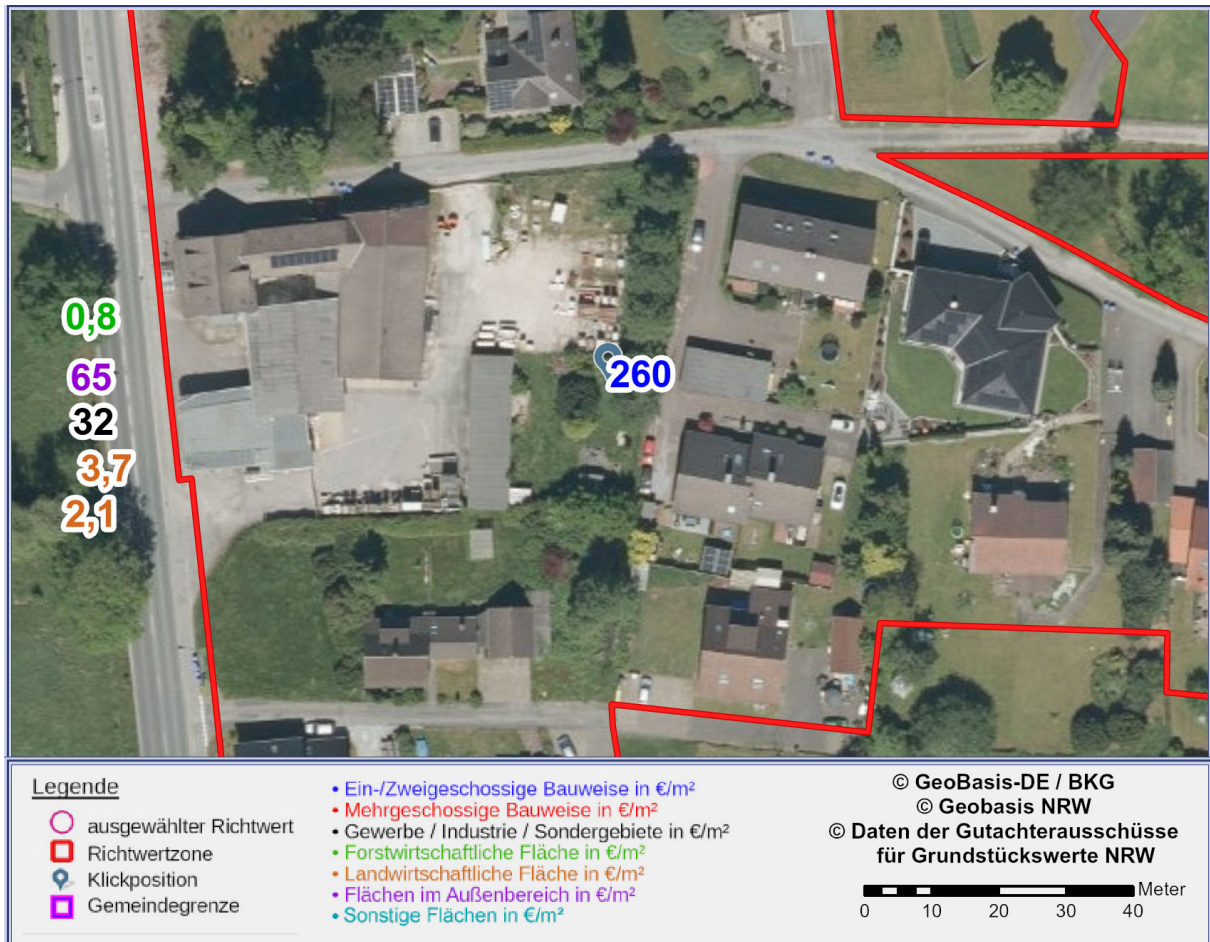 0,8
65
260
32
3,7
2,1
Legende
ausgewählter Richtwert
Richtwertzone
Klickposition
Gemeindegrenze
• Ein-/Zweigeschossige Bauweise in €/m²
• Mehrgeschossige Bauweise in €/m²
• Gewerbe / Industrie / Sondergebiete in €/m²
• Forstwirtschaftliche Fläche in €/m²
• Landwirtschaftliche Fläche in €/m²
• Flächen im Außenbereich in €/m²
• Sonstige Flächen in €/m²
© GeoBasis-DE / BKG
© Geobasis NRW
© Daten der Gutachterausschüsse
für Grundstückswerte NRW
Meter
0 10 20 30 40